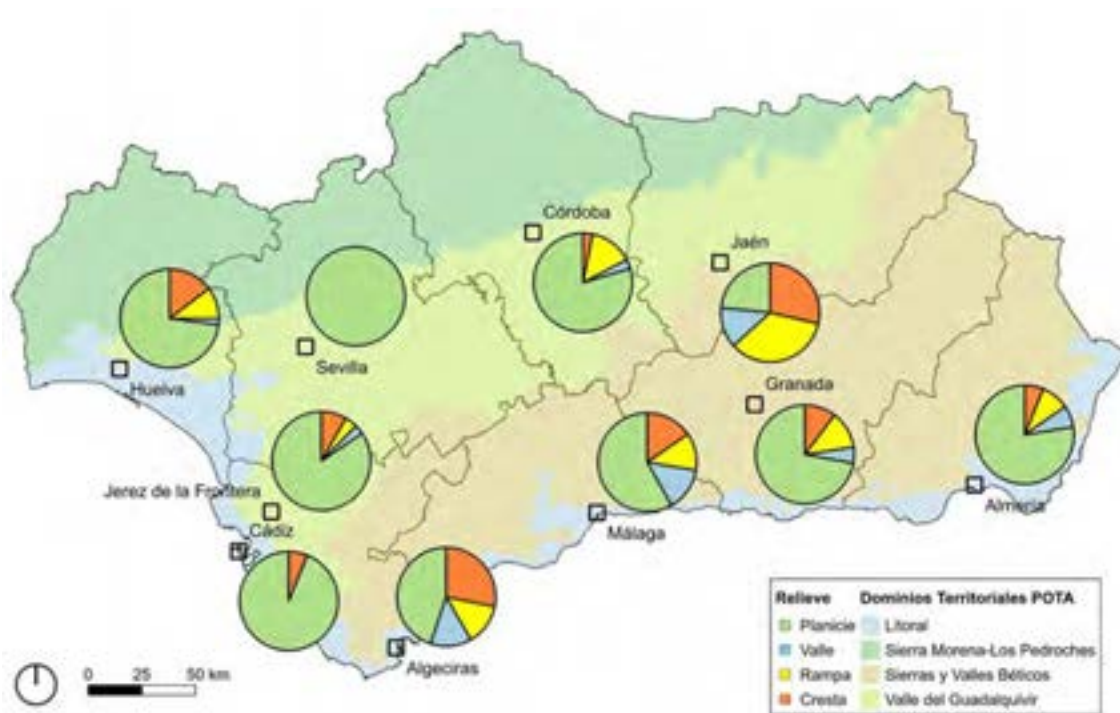 Córdoba
Jaén
Sevilla
Huelva
Granada
Jerez de la Frontera
Cádiz
Málaga
Almería
Algeciras
0 25 50 km
Relieve Dominios Territoriales POTA
Planicie Litoral
Valle Sierra Morena-Los Pedroches
Rampa Sierras y Valles Béticos
Cresta Valle del Guadalquivir